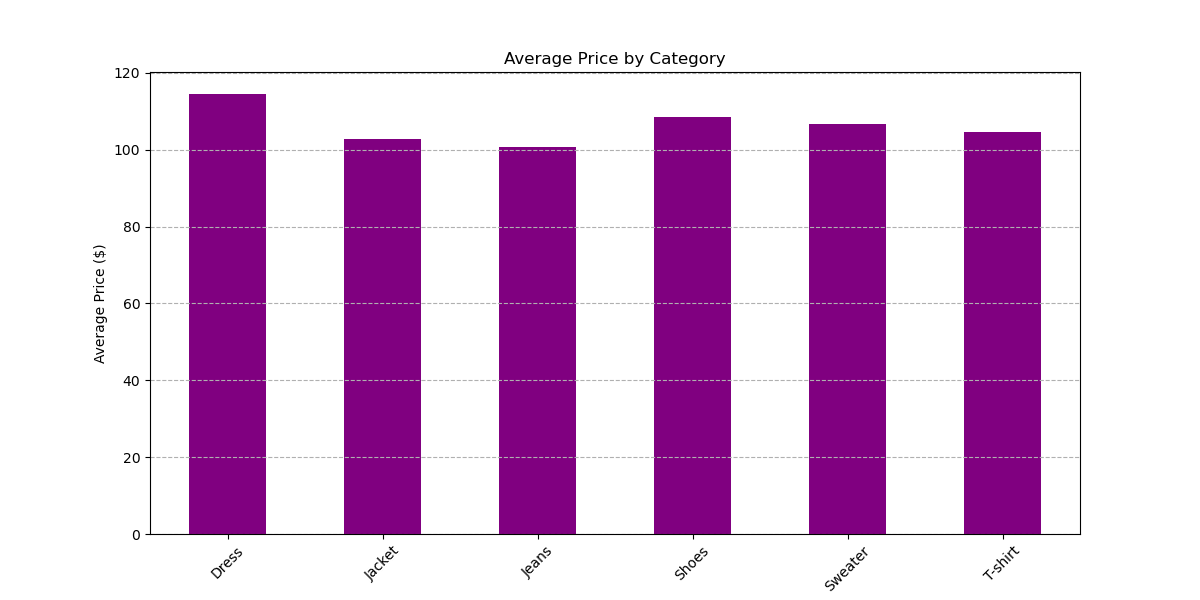 Average Price by Category
Average Price ($)
120
100
80
60
40
20
0
Dress
Jacket
Jeans
Shoes
Sweater
T-shirt